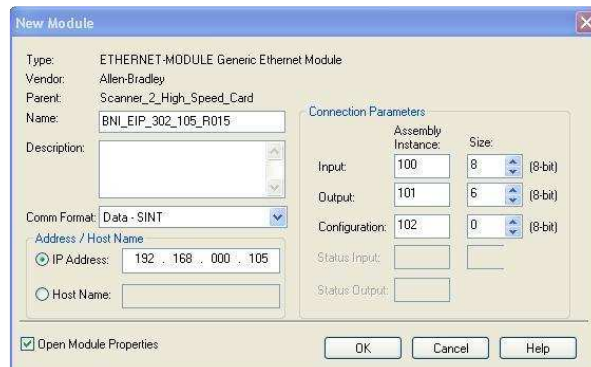 New Module
Type: ETHERNET-MODULE Generic Ethernet Module
Vendor: Allen-Bradley
Parent: Scanner_2_High_Speed_Card
Name: BNI_EIP_302_105_R015
Description:
Comm Format: Data - SINT
Address / Host Name
IP Address: 192 . 168 . 000 . 105
Host Name:
Connection Parameters
Assembly Instance: Size:
Input: 100 8 (8-bit)
Output: 101 6 (8-bit)
Configuration: 102 0 (8-bit)
Status Input:
Status Output:
Open Module Properties
OK Cancel Help